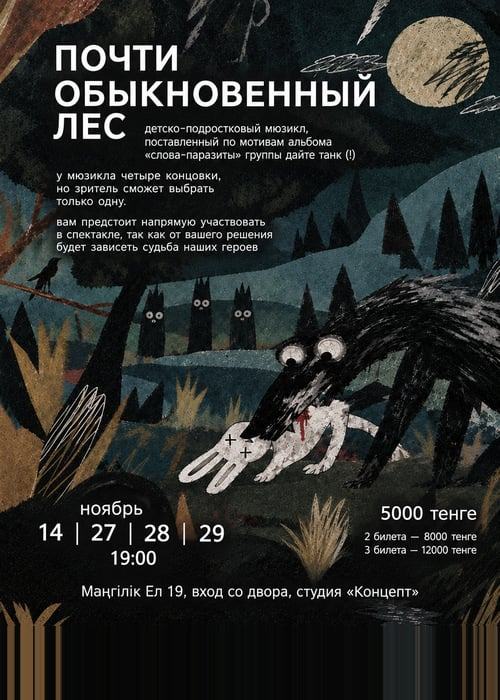 ПОЧТИ
ОБЫКНОВЕННЫЙ
ЛЕС
детско-подростковый мюзикл,
поставленный по мотивам альбома
«слова-паразиты» группы дайте танк (!)
у мюзикла четыре концовки,
но зритель сможет выбрать
только одну.
вам предстоит напрямую участвовать
в спектакле, так как от вашего решения
будет зависеть судьба наших героев
ноябрь
14 | 27 | 28 | 29
19:00
5000 тенге
2 билета — 8000 тенге
3 билета — 12000 тенге
Мәңгілік Ел 19, вход со двора, студия «Концепт»